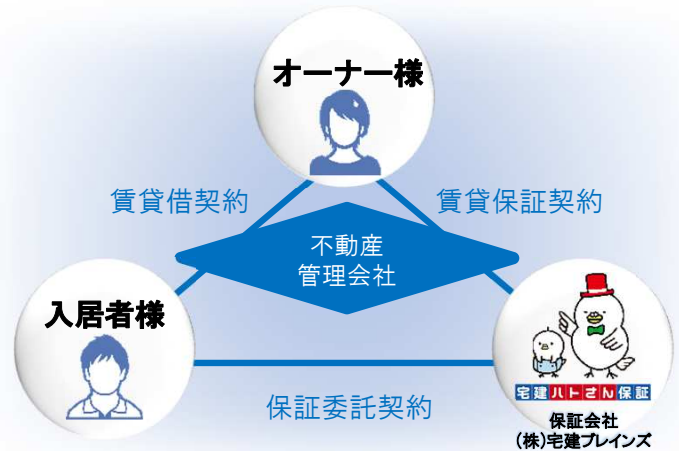 オーナー様
賃貸借契約
賃貸保証契約
不動産
管理会社
入居者様
宅建ハトさん保証
保証委託契約
保証会社
(株)宅建ブレインズ